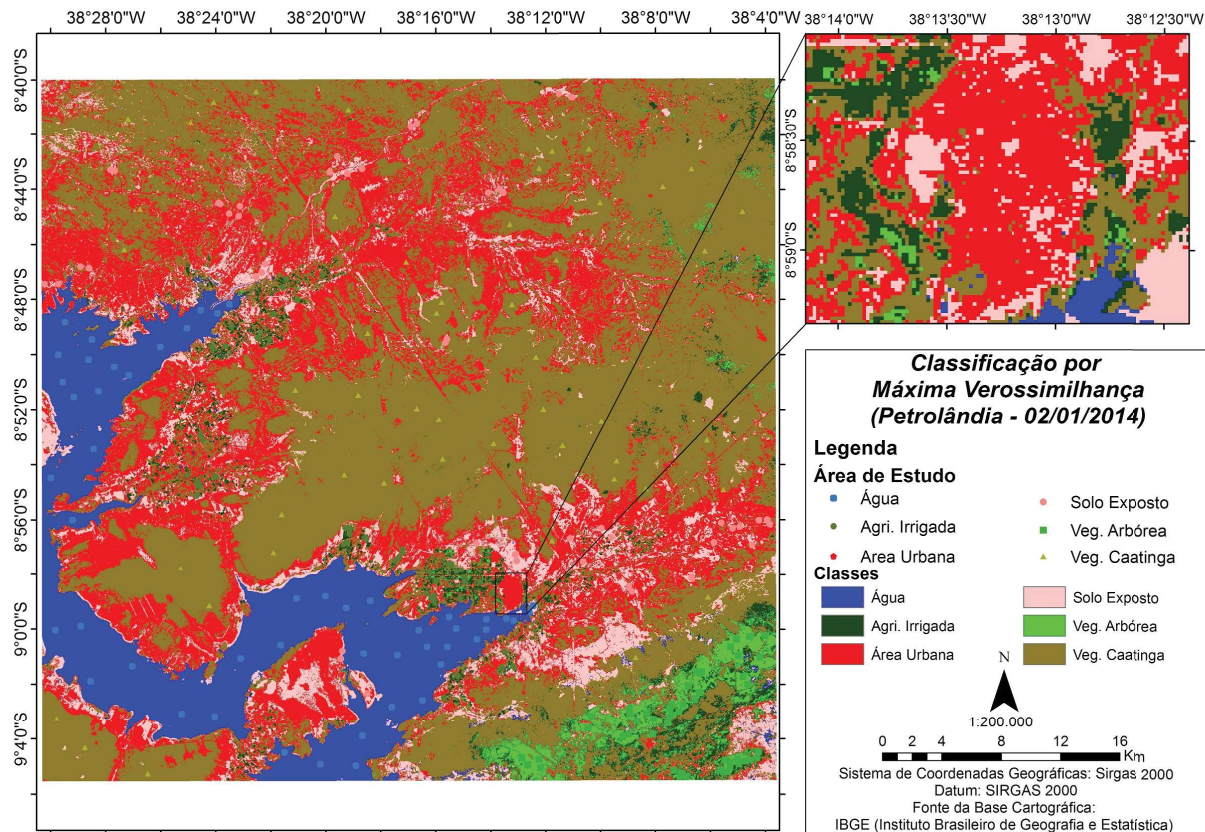 38°28'0"W 38°24'0"W 38°20'0"W 38°16'0"W 38°12'0"W 38°8'0"W 38°4'0"W
38°14'0"W 38°13'30"W 38°13'0"W 38°12'30"W
8°40'0"S
8°44'0"S
8°48'0"S
8°52'0"S
8°56'0"S
9°0'0"S
9°4'0"S
8°58'30"S
8°59'0"S
Classificação por
Máxima Verossimilhança
(Petrolândia - 02/01/2014)
Legenda
Área de Estudo
Água
Agri. Irrigada
Area Urbana
Solo Exposto
Veg. Arbórea
Veg. Caatinga
Classes
Água
Agri. Irrigada
Área Urbana
Solo Exposto
Veg. Arbórea
Veg. Caatinga
N
1:200.000
0 2 4 8 12 16
Km
Sistema de Coordenadas Geográficas: Sirgas 2000
Datum: SIRGAS 2000
Fonte da Base Cartográfica:
IBGE (Instituto Brasileiro de Geografia e Estatística)